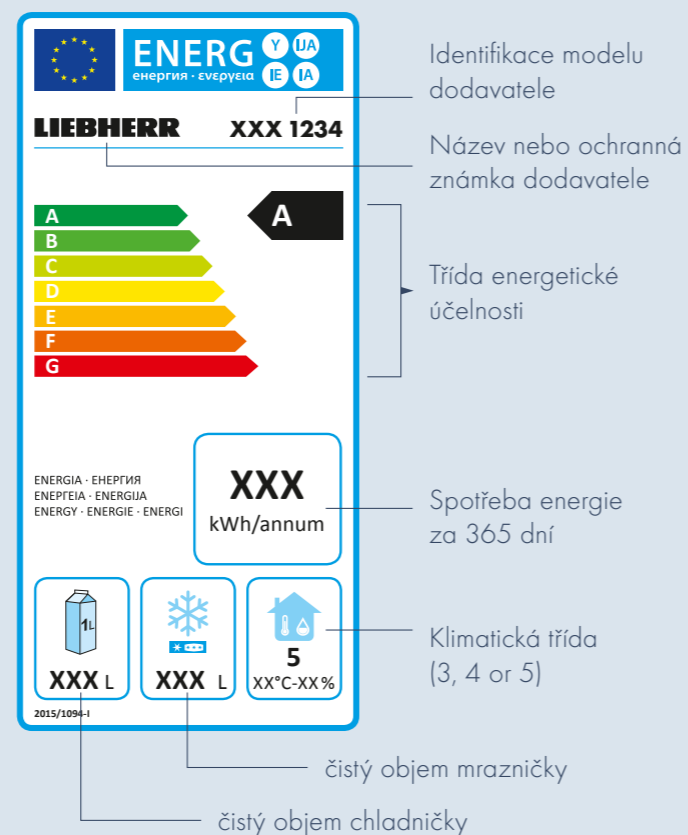 ENERG Y IJA
енергия · ενεργεια IE IA
LIEBHERR XXX 1234
Identifikace modelu
dodavatele
Název nebo ochranná
známka dodavatele
A
A
B
C
D
E
F
G
Třída energetické
účelnosti
ENERGIA · ЕНЕРГИЯ
ΕΝΕΡΓΕΙΑ · ENERGIJA
ENERGY · ENERGIE · ENERGI
XXX
kWh/annum
Spotřeba energie
za 365 dní
1L
XXX L
XXX L
5
XX°C-XX%
Klimatická třída
(3, 4 or 5)
2015/1094-I
čistý objem mrazničky
čistý objem chladničky